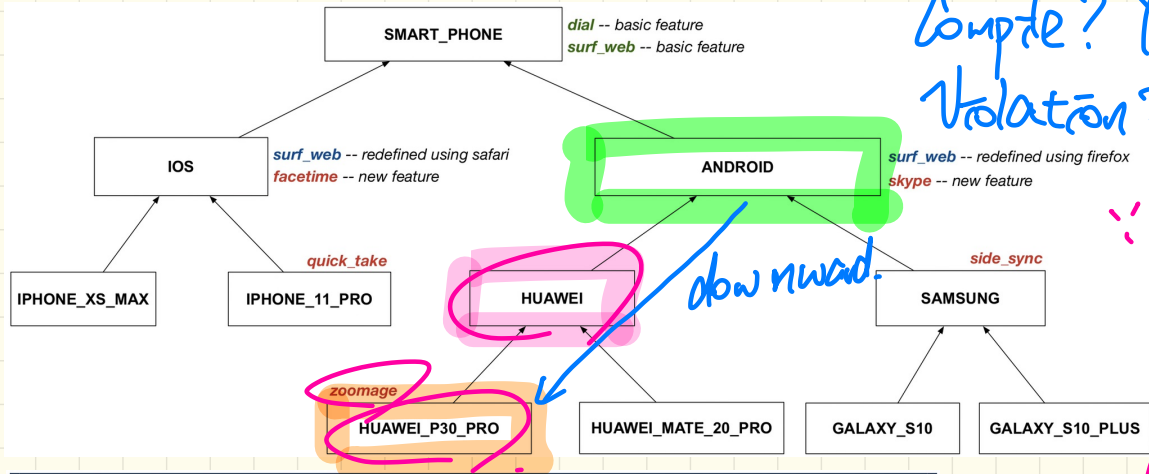 Compile?
Violation?
SMART_PHONE
dial -- basic feature
surf_web -- basic feature
IOS
surf_web -- redefined using safari
facetime -- new feature
ANDROID
surf_web -- redefined using firefox
skype -- new feature
downward.
IPHONE_XS_MAX
quick_take
IPHONE_11_PRO
HUAWEI
side_sync
SAMSUNG
zoomage
HUAWEI_P30_PRO
HUAWEI_MATE_20_PRO
GALAXY_S10
GALAXY_S10_PLUS